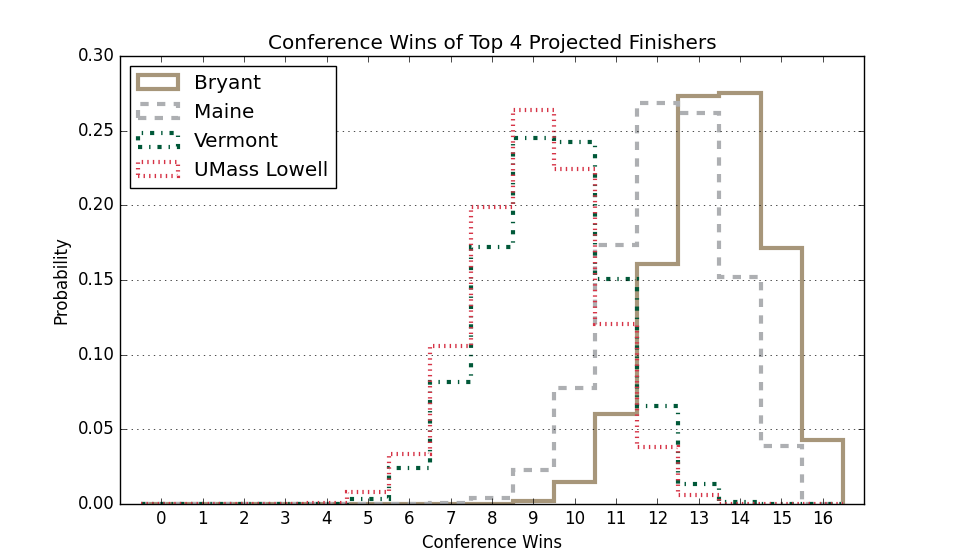 Conference Wins of Top 4 Projected Finishers
Bryant
Maine
Vermont
UMass Lowell
Probability
0.30
0.25
0.20
0.15
0.10
0.05
0.00
0 1 2 3 4 5 6 7 8 9 10 11 12 13 14 15 16
Conference Wins